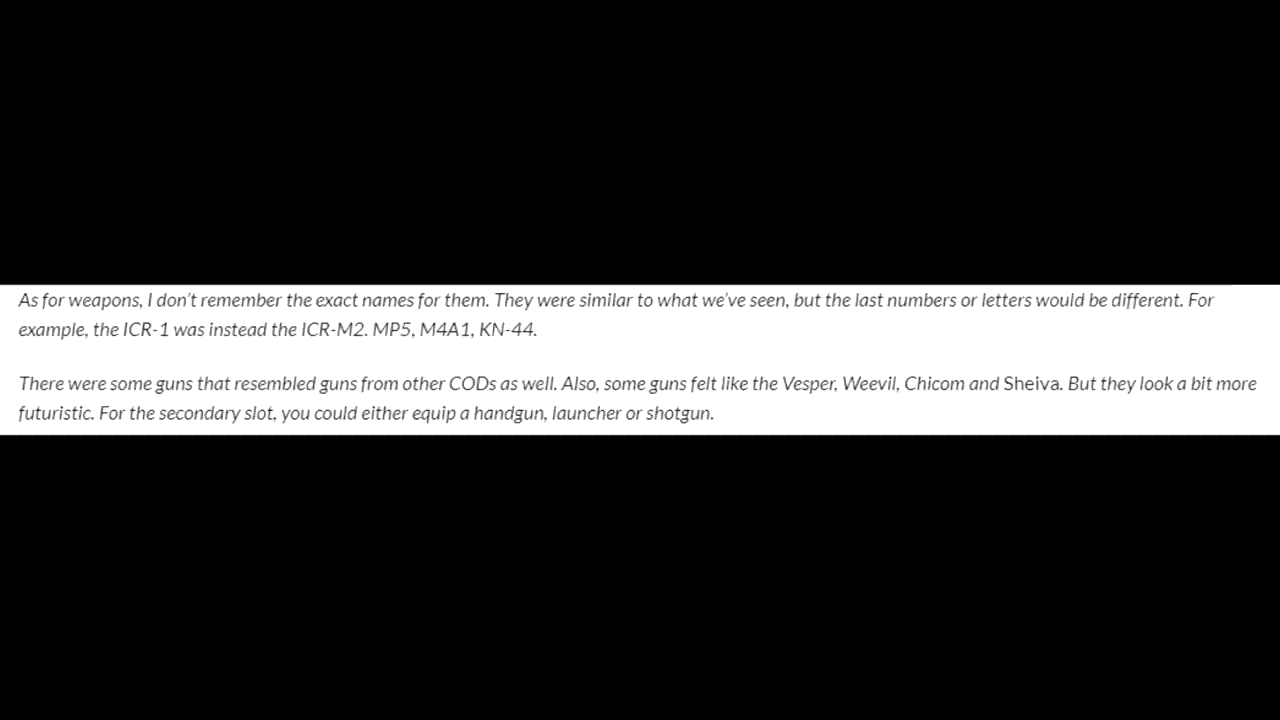 As for weapons, I don't remember the exact names for them. They were similar to what we've seen, but the last numbers or letters would be different. For
example, the ICR-1 was instead the ICR-M2. MP5, M4A1, KN-44.
There were some guns that resembled guns from other CODs as well. Also, some guns felt like the Vesper, Weevil, Chicom and Sheiva. But they look a bit more
futuristic. For the secondary slot, you could either equip a handgun, launcher or shotgun.